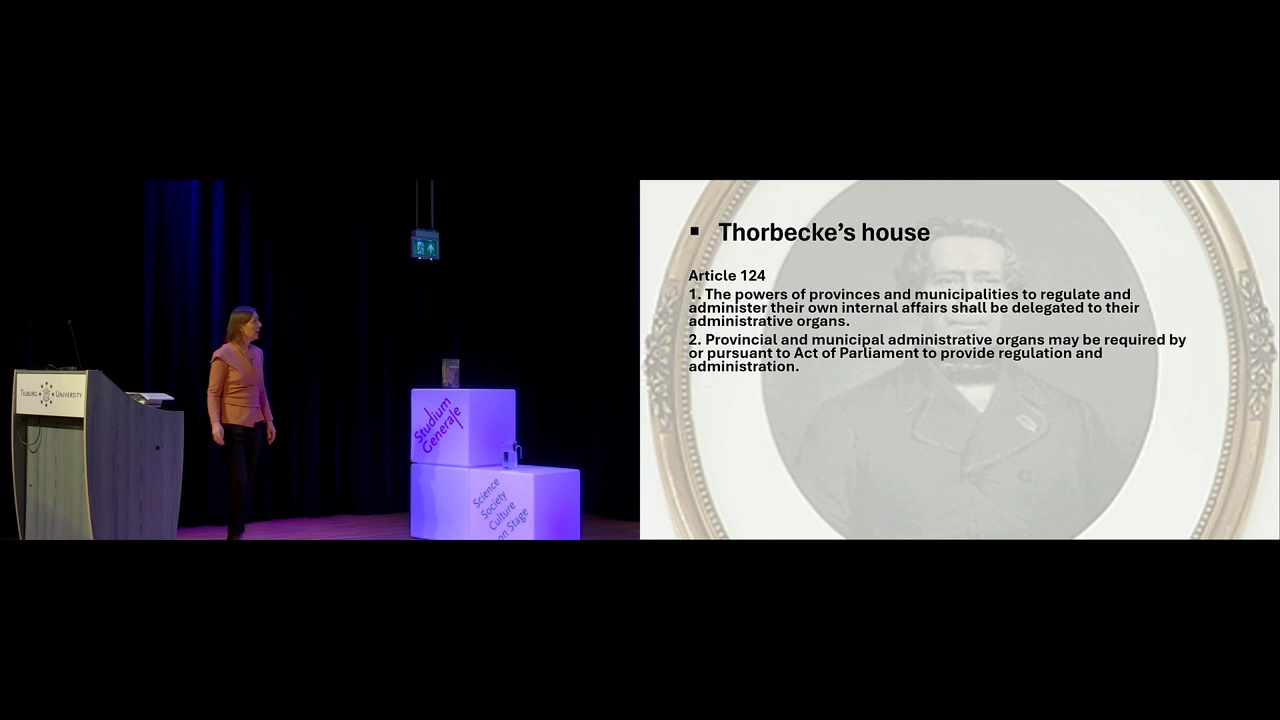 TILBURG UNIVERSITY
Studium
Generale
Science
Society
Culture
on Stage
▪ Thorbecke’s house
Article 124
1. The powers of provinces and municipalities to regulate and
administer their own internal affairs shall be delegated to their
administrative organs.
2. Provincial and municipal administrative organs may be required by
or pursuant to Act of Parliament to provide regulation and
administration.